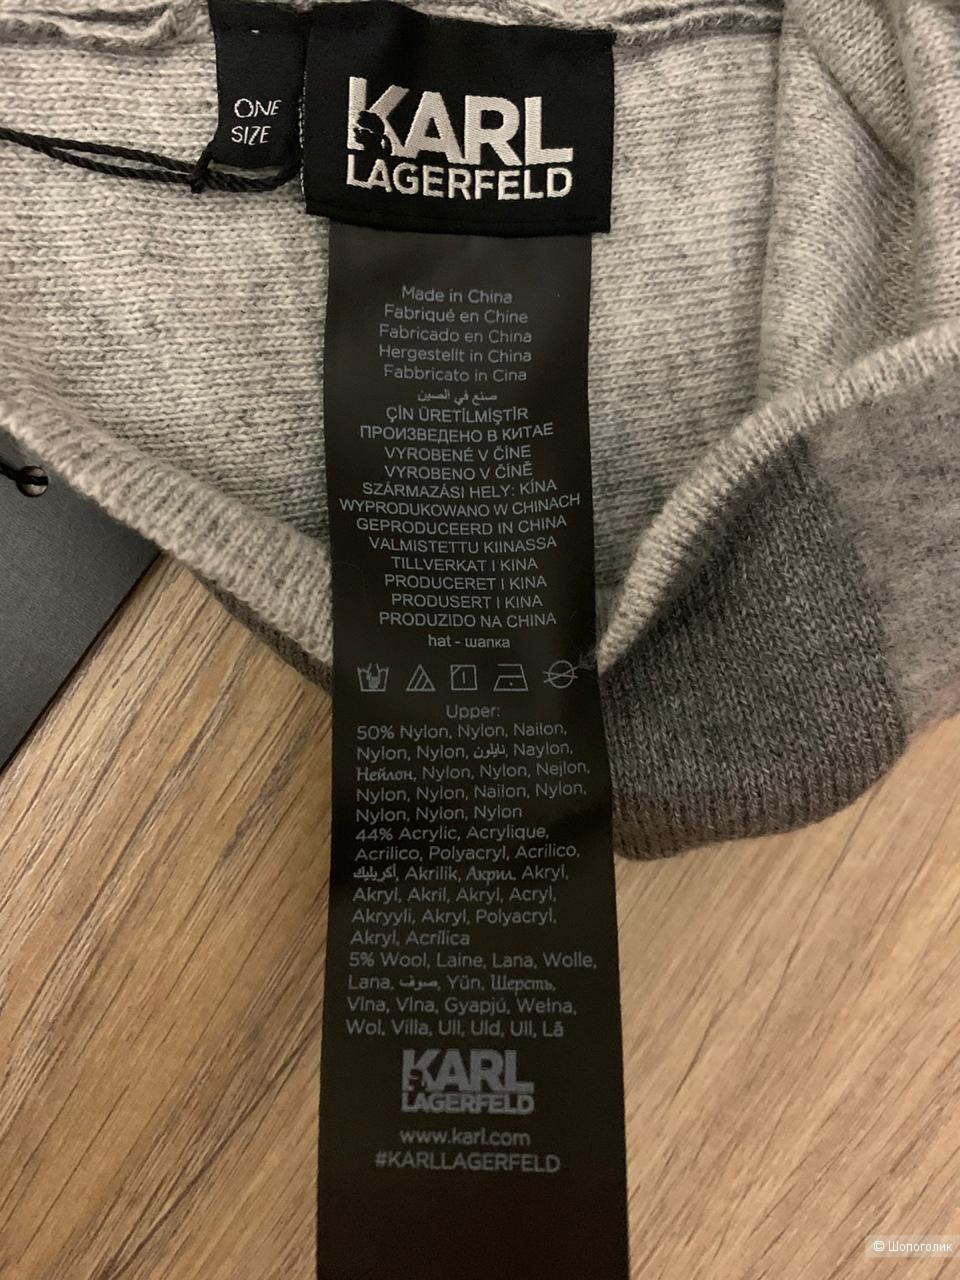 ONE
SIZE
KARL
LAGERFELD
Made in China
Fabriqué en Chine
Fabricado en China
Hergestellt in China
Fabbricato in Cina
صنع في الصين
ÇİN ÜRETİLMİŞTİR
ПРОИЗВЕДЕНО В КИТАЕ
VYROBENÉ V ČÍNE
VYROBENO V ČÍNĚ
SZÁRMAZÁSI HELY: KÍNA
WYPRODUKOWANO W CHINACH
GEPRODUCEERD IN CHINA
VALMISTETTU KIINASSA
TILLVERKAT I KINA
PRODUCERET I KINA
PRODUSERT I KINA
PRODUZIDO NA CHINA
hat - шапка
Upper:
50% Nylon, Nylon, Nailon,
Nylon, Nylon, نايلون, Naylon,
Нейлон, Nylon, Nylon, Nejlon,
Nylon, Nylon, Nailon, Nylon,
Nylon, Nylon, Nylon
44% Acrylic, Acrylique,
Acrilico, Polyacryl, Acrilico,
أكريليك, Akrilik, Акрил, Akryl,
Akryl, Akril, Akryl, Acryl,
Akryyli, Akryl, Polyacryl,
Akryl, Acrílica
5% Wool, Laine, Lana, Wolle,
Lana, صوف, Yün, Шерсть,
Vlna, Vlna, Gyapjú, Wełna,
Wol, Villa, Ull, Uld, Ull, Lã
KARL
LAGERFELD
www.karl.com
#KARLLAGERFELD
© Шопоголик